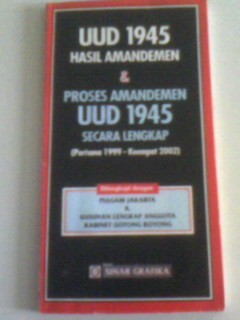 UUD 1945
HASIL AMANDEMEN
&
PROSES AMANDEMEN
UUD 1945
SECARA LENGKAP
(Pertama 1999 - Keempat 2002)
Dilengkapi dengan
PIAGAM JAKARTA
&
SUSUNAN LENGKAP ANGGOTA
KABINET GOTONG ROYONG
SINAR GRAFIKA